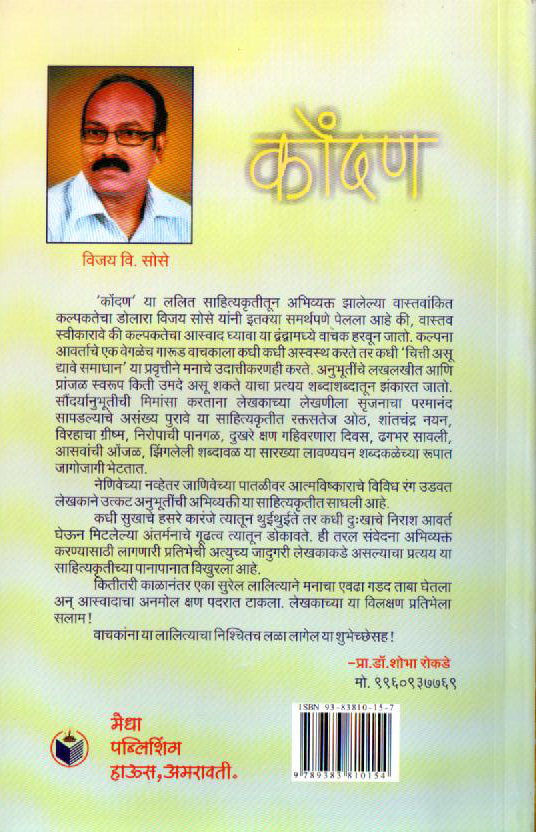 कोंदण
विजय वि. सोसे
'कोंदण' या ललित साहित्यकृतीतून अभिव्यक्त झालेल्या वास्तवांकित
कल्पकतेचा डोलारा विजय सोसे यांनी इतक्या समर्थपणे पेलला आहे की, वास्तव
स्वीकारावे की कल्पकतेचा आस्वाद घ्यावा या द्वंद्वामध्ये वाचक हरवून जातो. कल्पना
आवर्ताचे एक वेगळेच गारूड वाचकाला कधी कधी अस्वस्थ करते तर कधी 'चित्ती असू
द्यावे समाधान' या प्रवृत्तीने मनाचे उदात्तीकरणही करते. अनुभूतींचे लखलखीत आणि
प्रांजळ स्वरूप किती उमदे असू शकते याचा प्रत्यय शब्दाशब्दातून झंकारत जातो.
सौंदर्यानुभूतीची मिमांसा करताना लेखकाच्या लेखणीला सृजनाचा परमानंद
सापडल्याचे असंख्य पुरावे या साहित्यकृतीत रक्तसतेज ओठ, शांतचंद्र नयन,
विरहाचा ग्रीष्म, निरोपाची पानगळ, दुखरे क्षण गहिवरणारा दिवस, ढगभर सावली,
आसवांची ओंजळ, झिंगलेली शब्दावळ या सारख्या लावण्यघन शब्दकळेच्या रूपात
जागोजागी भेटतात.
नेणिवेच्या नव्हेतर जाणिवेच्या पातळीवर आत्मविष्काराचे विविध रंग उडवत
लेखकाने उत्कट अनुभूतींची अभिव्यक्ती या साहित्यकृतीत साधली आहे.
कधी सुखाचे हसरे कारंजे त्यातून थुईथुईते तर कधी दुःखाचे निराश आवर्त
घेऊन मिटलेल्या अंतर्मनाचे गूढत्व त्यातून डोकावते. ही तरल संवेदना अभिव्यक्त
करण्यासाठी लागणारी प्रतिभेची अत्युच्य जादुगरी लेखकाकडे असल्याचा प्रत्यय या
साहित्यकृतीच्या पानापानात विखुरला आहे.
कितीतरी काळानंतर एका सुरेल लालित्याने मनाचा एवढा गडद ताबा घेतला
अन् आस्वादाचा अनमोल क्षण पदरात टाकला. लेखकाच्या या विलक्षण प्रतिभेला
सलाम!
वाचकांना या लालित्याचा निश्चितच लळा लागेल या शुभेच्छेसह!
–प्रा.डॉ.शोभा रोकडे
मो. ९९६०९३७७६९
ISBN 93-83810-15-7
9 789383 810154
मेधा
पब्लिशिंग
हाऊस, अमरावती.